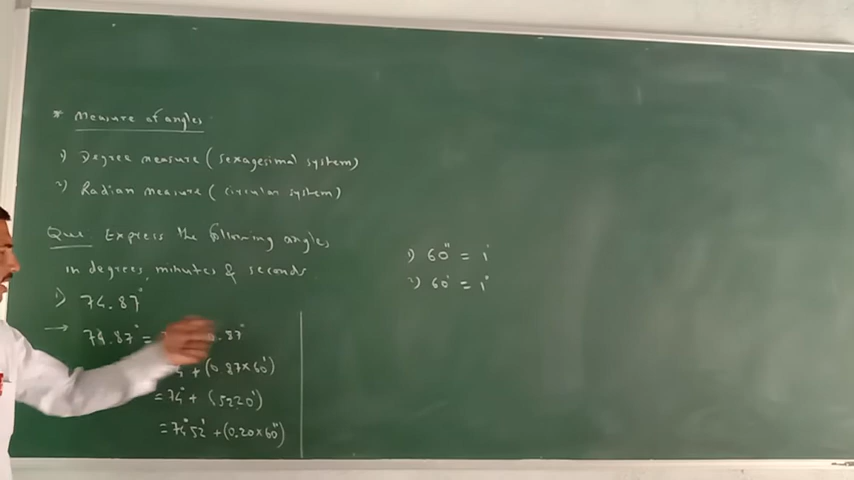 * Measure of angles
1) Degree measure (sexagesimal system)
2) Radian measure (circular system)
Que. Express the following angles
in degrees, minutes & seconds
1) 74.87°
→ 74.87° = 0.87°
+ (0.87×60')
= 74° + (52.20')
= 74° 52' + (0.20×60")
1) 60" = 1'
2) 60' = 1°